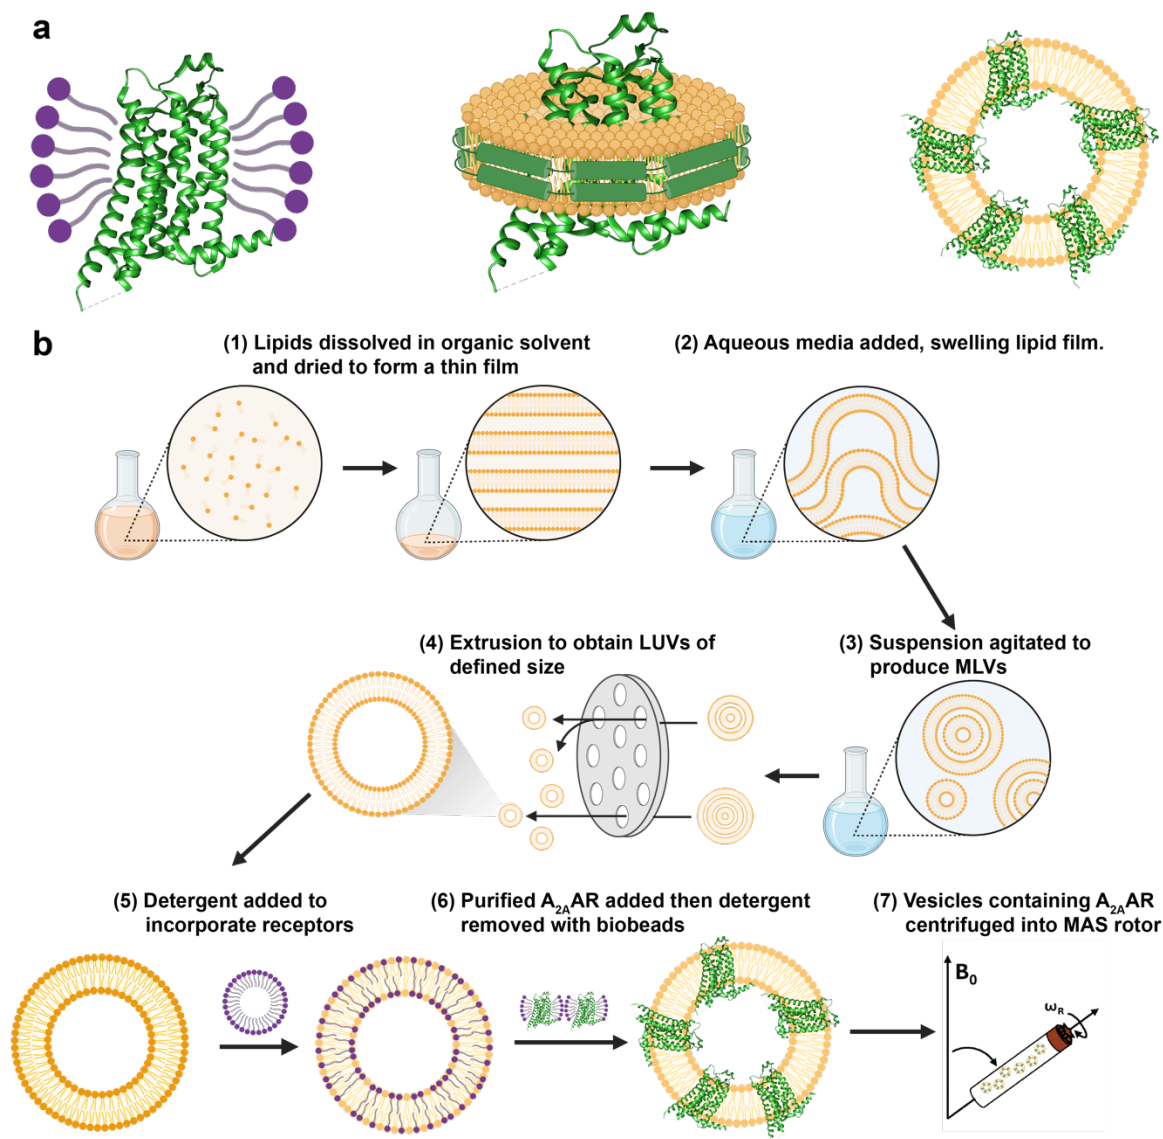 a
b
(1) Lipids dissolved in organic solvent
and dried to form a thin film
(2) Aqueous media added, swelling lipid film.
(3) Suspension agitated to
produce MLVs
(4) Extrusion to obtain LUVs of
defined size
(5) Detergent added to
incorporate receptors
(6) Purified A2AAR added then detergent
removed with biobeads
(7) Vesicles containing A2AAR
centrifuged into MAS rotor
B0
ωR